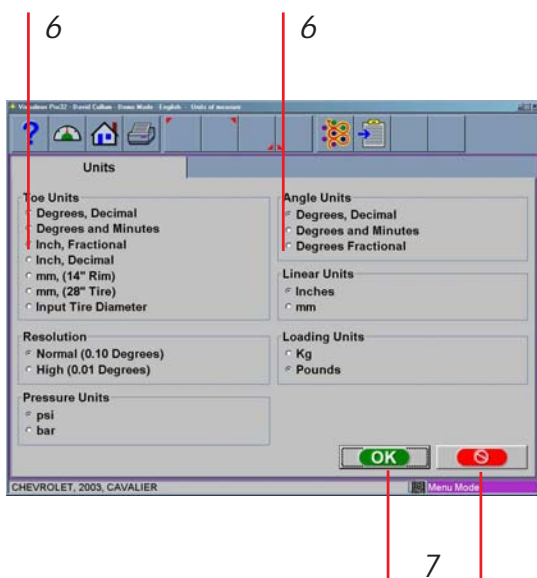 6
6
Visualiner Pro32 - David Cullum - Demo Mode - English - Units of measure
?
Units
Toe Units
Degrees, Decimal
Degrees and Minutes
Inch, Fractional
Inch, Decimal
mm, (14" Rim)
mm, (28" Tire)
Input Tire Diameter
Resolution
Normal (0.10 Degrees)
High (0.01 Degrees)
Pressure Units
psi
bar
Angle Units
Degrees, Decimal
Degrees and Minutes
Degrees Fractional
Linear Units
Inches
mm
Loading Units
Kg
Pounds
OK
CHEVROLET, 2003, CAVALIER
Menu Mode
7